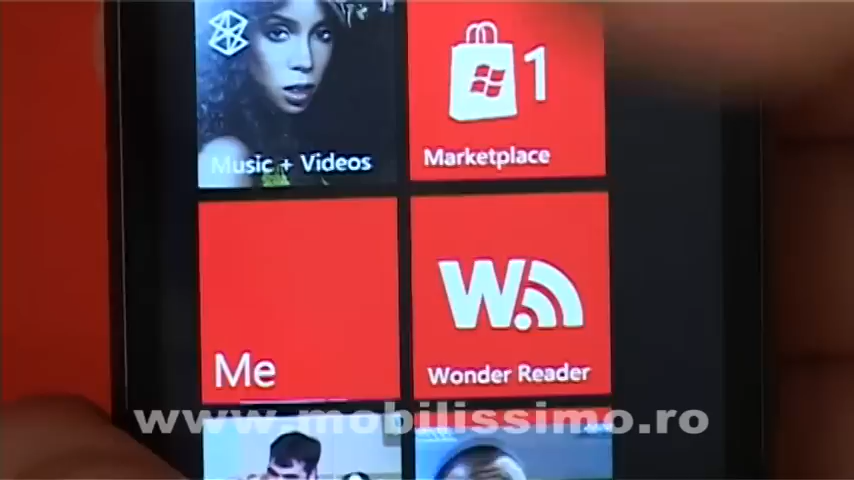 1
Music + Videos
Marketplace
W
Me
Wonder Reader
www.mobilissimo.ro